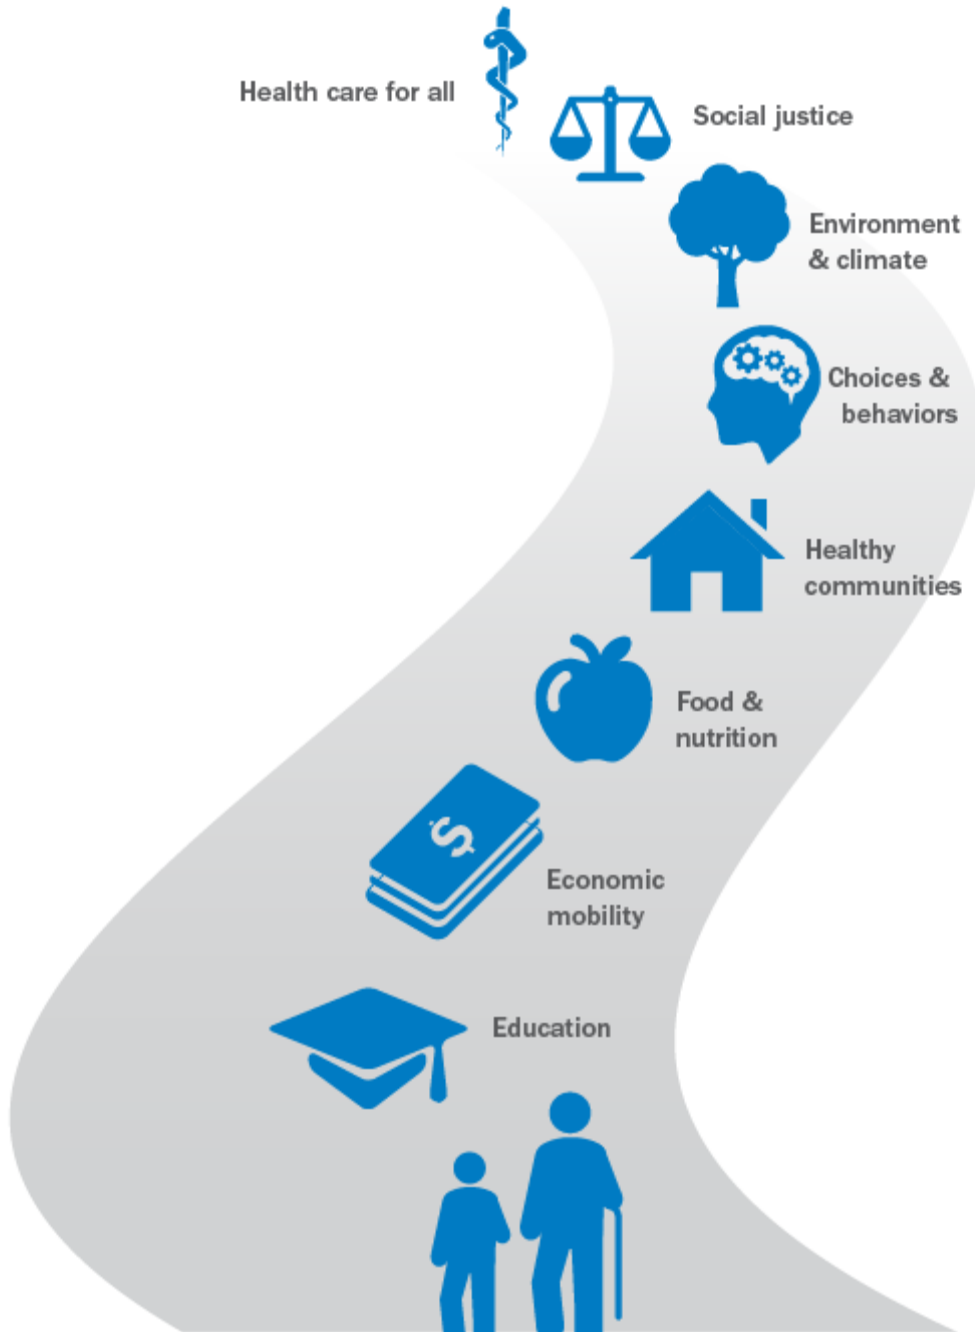 Health care for all
Social justice
Environment
& climate
Choices &
behaviors
Healthy
communities
Food &
nutrition
$
Economic
mobility
Education